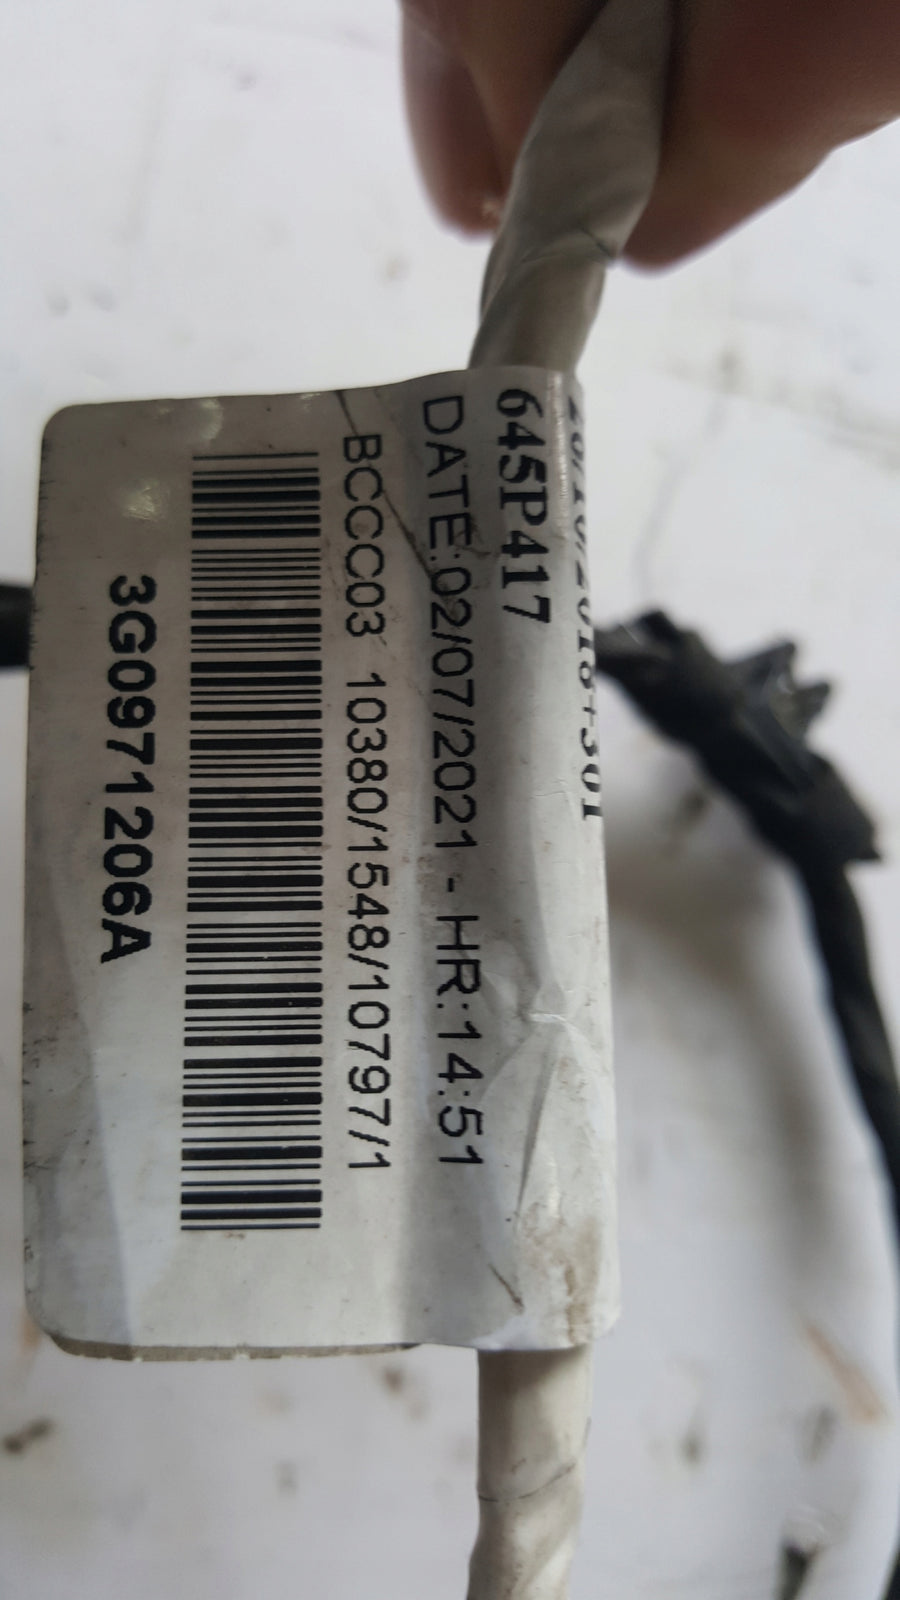 645P417
DATE:02/07/2021 - HR:14:51
BCCC03 10380/1548/10797/1
3G0971206A